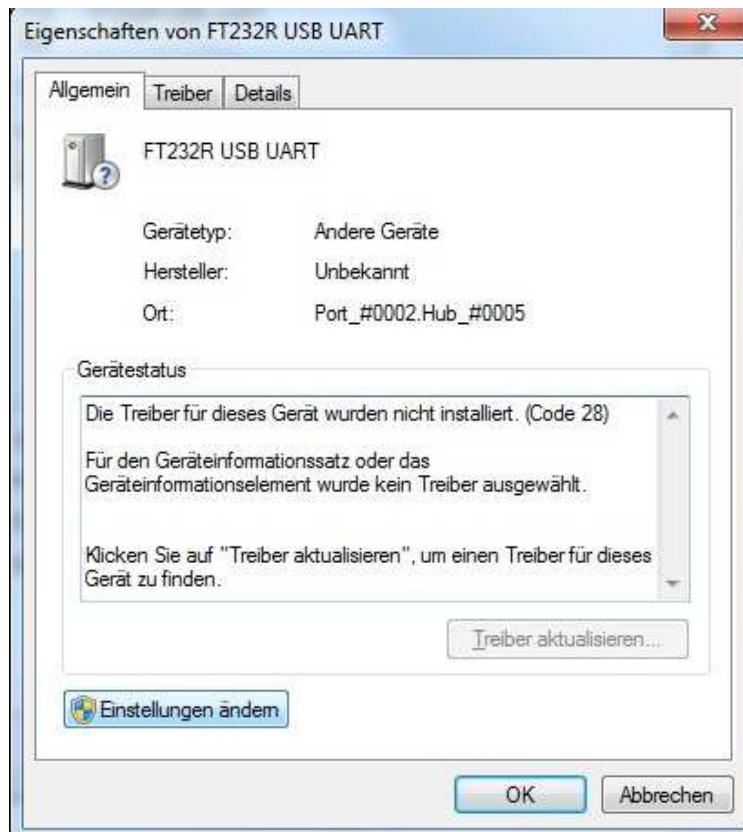 Eigenschaften von FT232R USB UART
Allgemein Treiber Details
FT232R USB UART
Gerätetyp: Andere Geräte
Hersteller: Unbekannt
Ort: Port_#0002.Hub_#0005
Gerätestatus
Die Treiber für dieses Gerät wurden nicht installiert. (Code 28)
Für den Geräteinformationssatz oder das
Geräteinformationselement wurde kein Treiber ausgewählt.
Klicken Sie auf "Treiber aktualisieren", um einen Treiber für dieses
Gerät zu finden.
Treiber aktualisieren...
Einstellungen ändern
OK Abbrechen